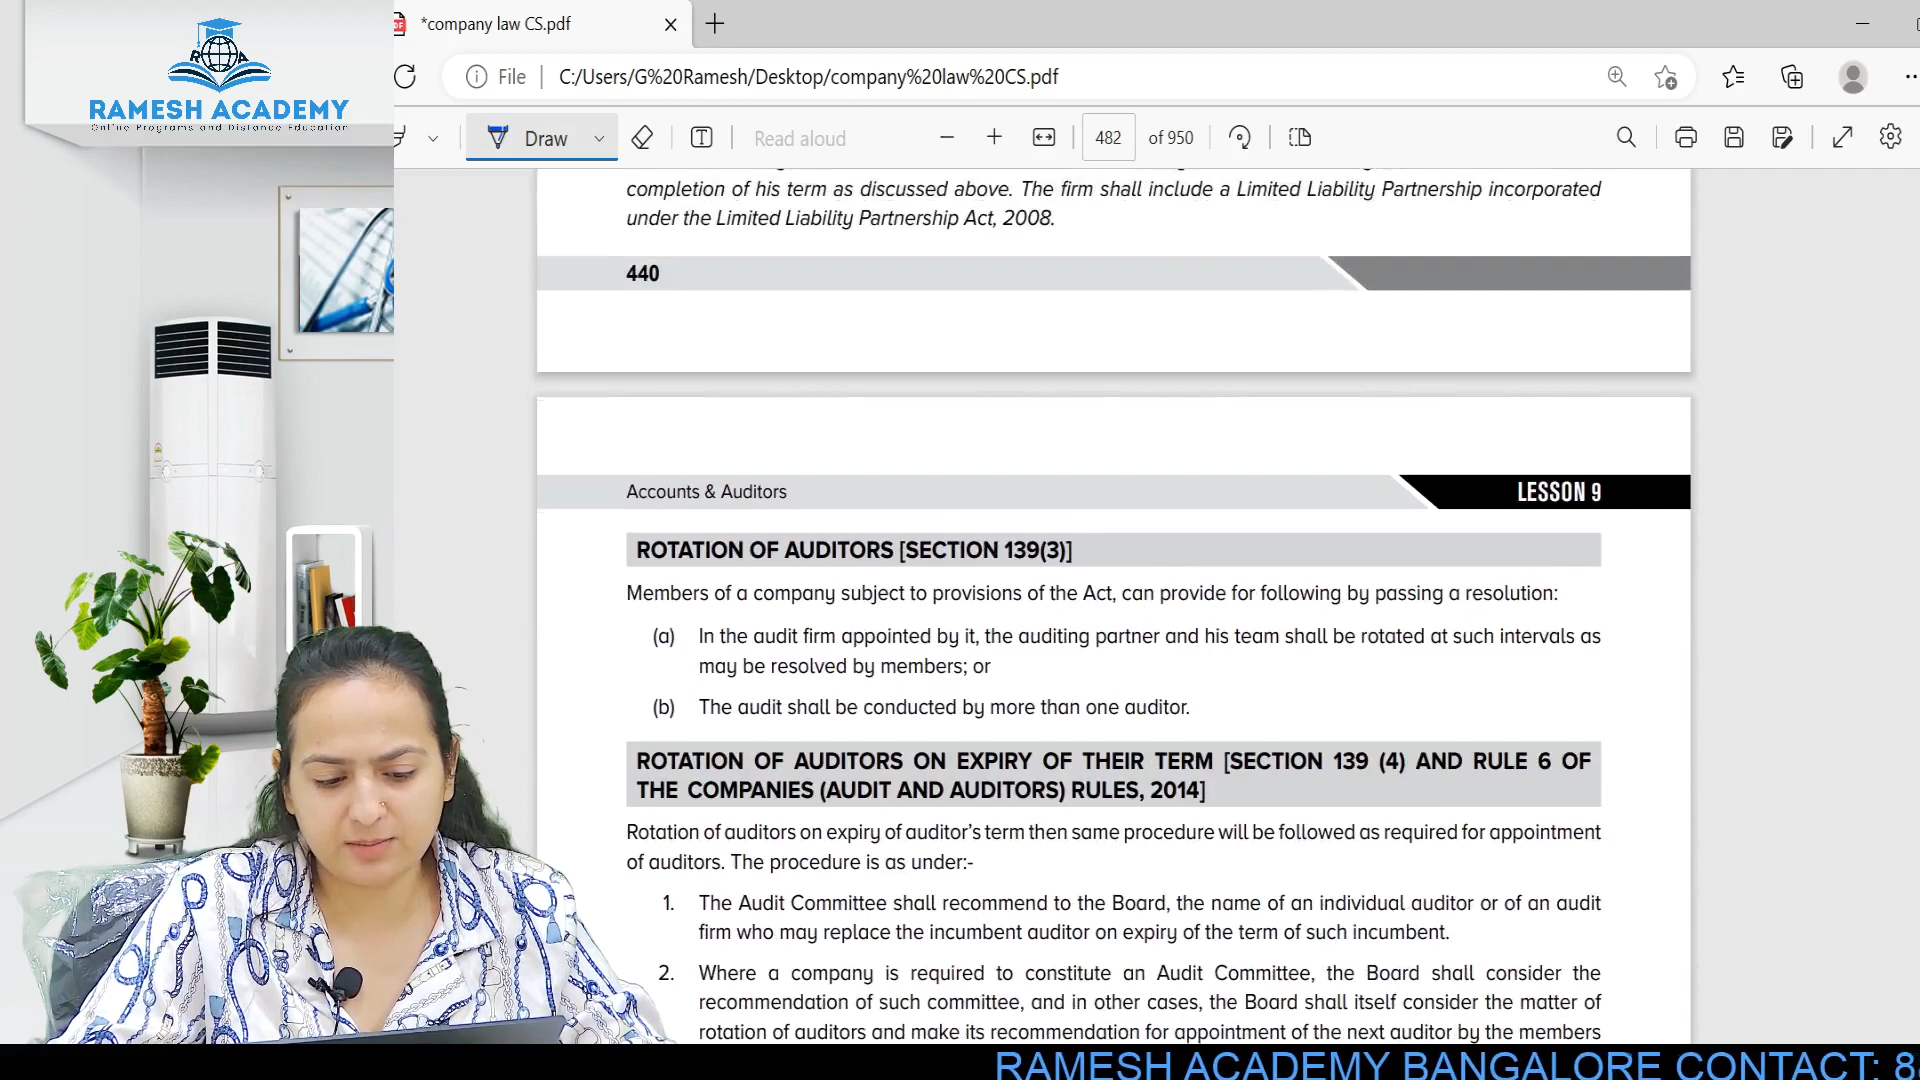 *company law CS.pdf
File
C:/Users/G%20Ramesh/Desktop/company%20law%20CS.pdf
RA
RAMESH ACADEMY
Online Programs and Distance Education
Draw
Read aloud
482
of 950
completion of his term as discussed above. The firm shall include a Limited Liability Partnership incorporated
under the Limited Liability Partnership Act, 2008.
440
Accounts & Auditors
LESSON 9
ROTATION OF AUDITORS [SECTION 139(3)]
Members of a company subject to provisions of the Act, can provide for following by passing a resolution:
(a) In the audit firm appointed by it, the auditing partner and his team shall be rotated at such intervals as
may be resolved by members; or
(b) The audit shall be conducted by more than one auditor.
ROTATION OF AUDITORS ON EXPIRY OF THEIR TERM [SECTION 139 (4) AND RULE 6 OF
THE COMPANIES (AUDIT AND AUDITORS) RULES, 2014]
Rotation of auditors on expiry of auditor's term then same procedure will be followed as required for appointment
of auditors. The procedure is as under:-
1. The Audit Committee shall recommend to the Board, the name of an individual auditor or of an audit
firm who may replace the incumbent auditor on expiry of the term of such incumbent.
2. Where a company is required to constitute an Audit Committee, the Board shall consider the
recommendation of such committee, and in other cases, the Board shall itself consider the matter of
rotation of auditors and make its recommendation for appointment of the next auditor by the members
RAMESH ACADEMY BANGALORE CONTACT: 8